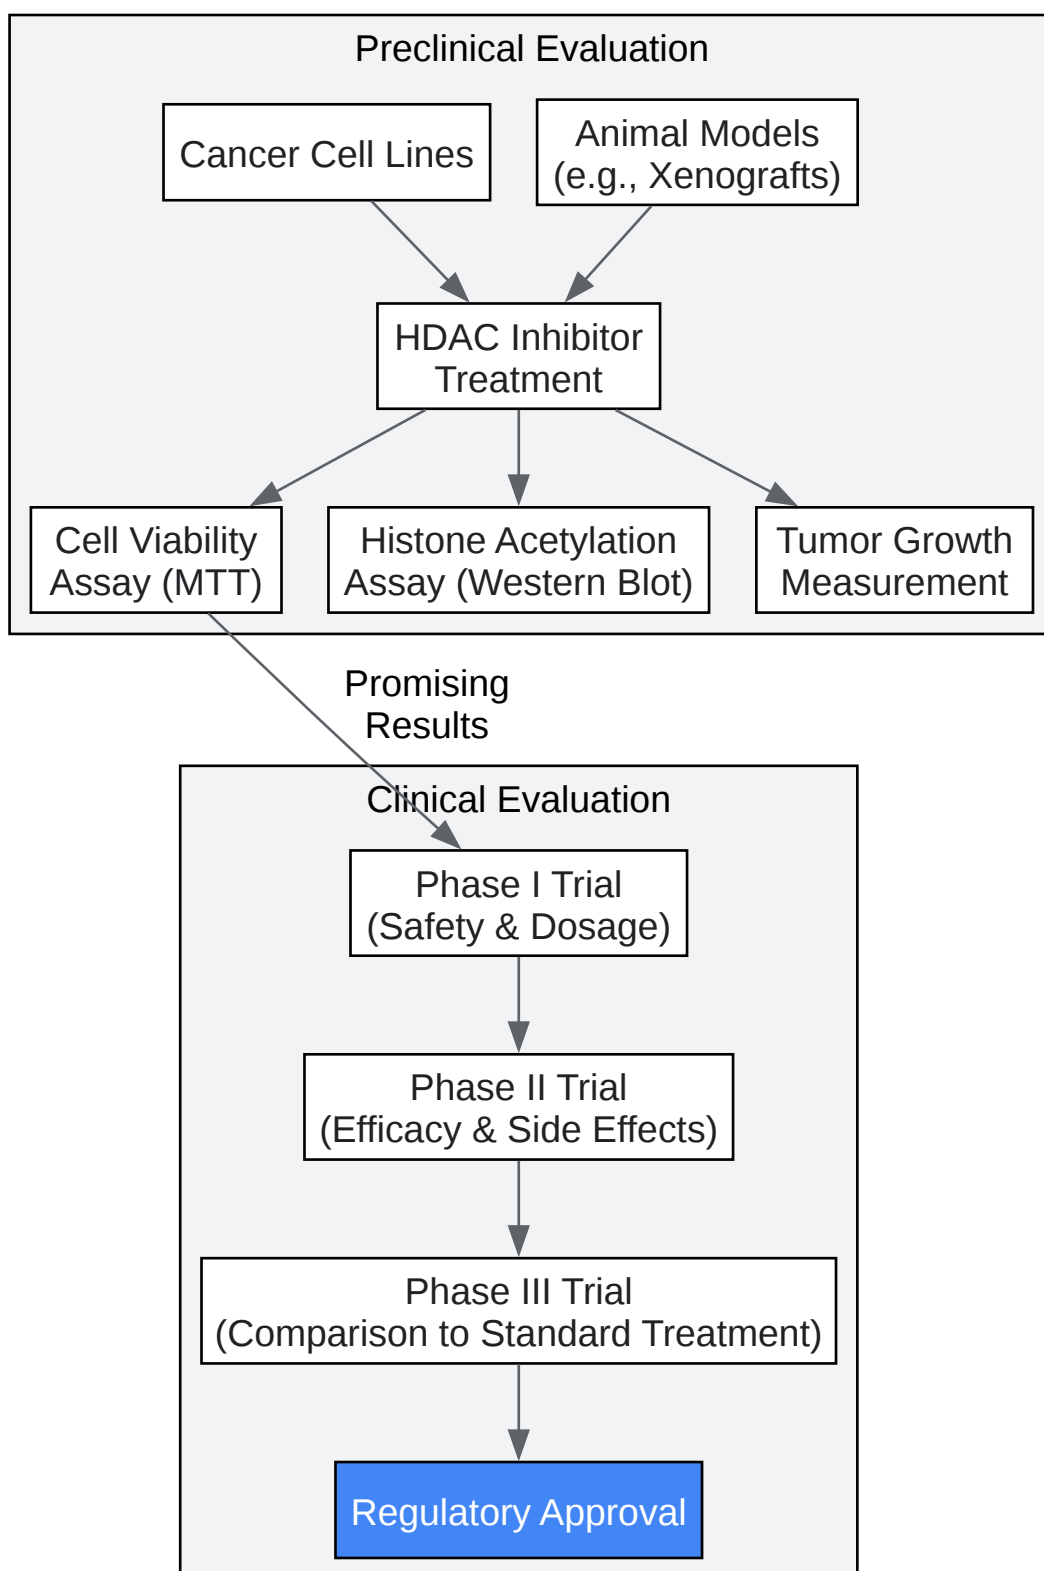 Preclinical Evaluation
Cancer Cell Lines
Animal Models
(e.g., Xenografts)
HDAC Inhibitor
Treatment
Cell Viability
Assay (MTT)
Histone Acetylation
Assay (Western Blot)
Tumor Growth
Measurement
Promising
Results
Clinical Evaluation
Phase I Trial
(Safety & Dosage)
Phase II Trial
(Efficacy & Side Effects)
Phase III Trial
(Comparison to Standard Treatment)
Regulatory Approval